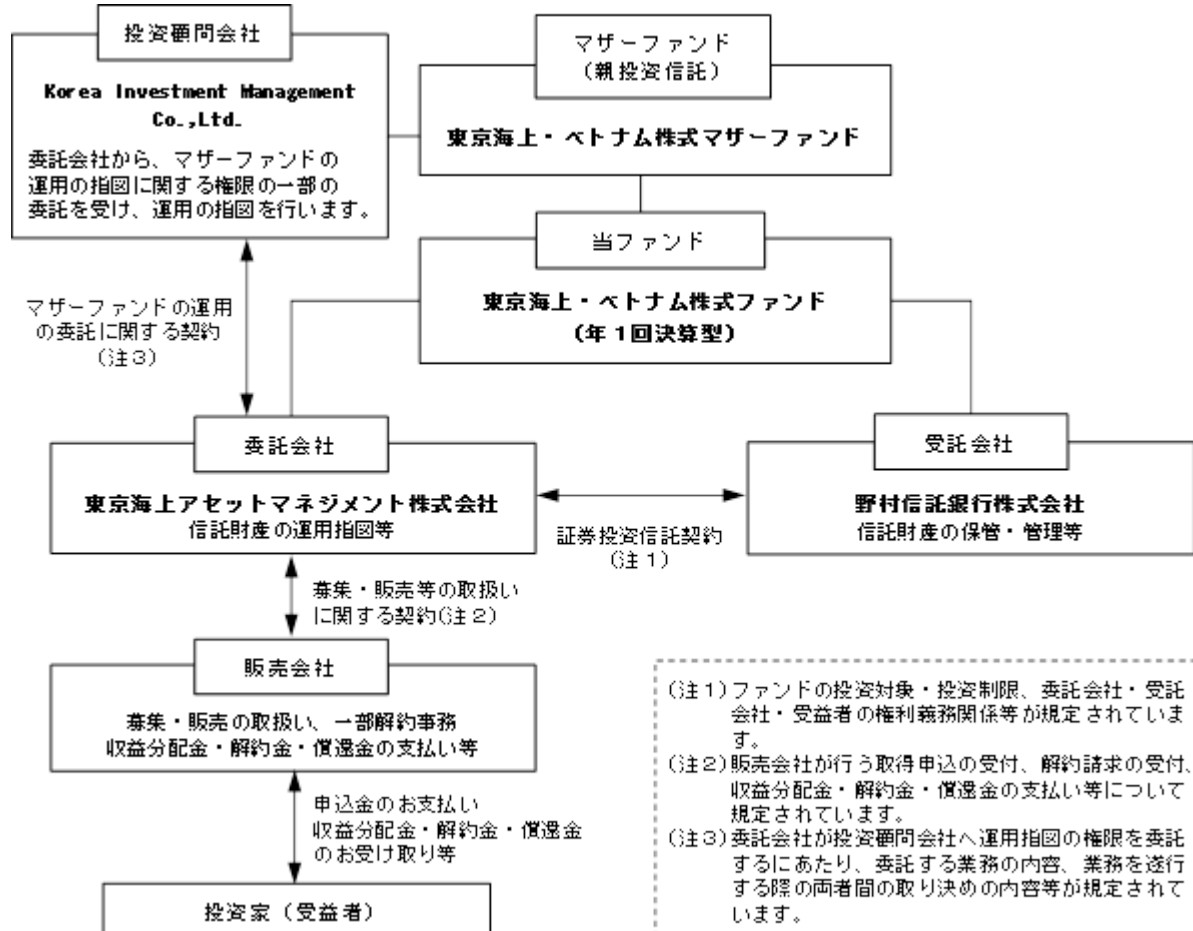 投資顧問会社
Korea Investment Management
Co.,Ltd.
委託会社から、マザーファンドの
運用の指図に関する権限の一部の
委託を受け、運用の指図を行います。
マザーファンド
（親投資信託）
東京海上・ベトナム株式マザーファンド
当ファンド
東京海上・ベトナム株式ファンド
（年１回決算型）
マザーファンドの運用
の委託に関する契約
（注３）
委託会社
東京海上アセットマネジメント株式会社
信託財産の運用指図等
証券投資信託契約
（注１）
受託会社
野村信託銀行株式会社
信託財産の保管・管理等
募集・販売等の取扱い
に関する契約(注２)
販売会社
募集・販売の取扱い、一部解約事務
収益分配金・解約金・償還金の支払い等
申込金のお支払い
収益分配金・解約金・償還金
のお受け取り等
投資家（受益者）
（注１）ファンドの投資対象・投資制限、委託会社・受託
会社・受益者の権利義務関係等が規定されていま
す。
（注２）販売会社が行う取得申込の受付、解約請求の受付、
収益分配金・解約金・償還金の支払い等について
規定されています。
（注３）委託会社が投資顧問会社へ運用指図の権限を委託
するにあたり、委託する業務の内容、業務を遂行
する際の両者間の取り決めの内容等が規定されて
います。